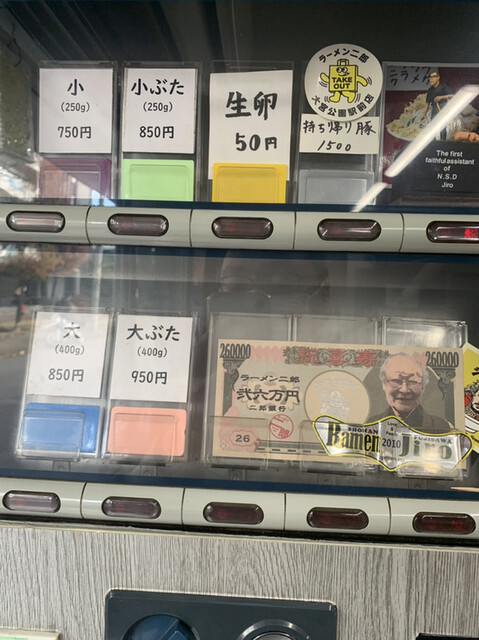 小
(250g)
750円
小ぶた
(250g)
850円
生卵
50円
ラーメン二郎
TAKE
OUT
大宮公園駅前店
持ち帰り豚
1500
The first
faithful assistant
of
N.S.D
Jiro
大
(400g)
850円
大ぶた
(400g)
950円
260000
260000
ラーメン二郎
弐六万円
二郎銀行
26
SHONAN
FUJISAWA
Ramen
2010
Jiro